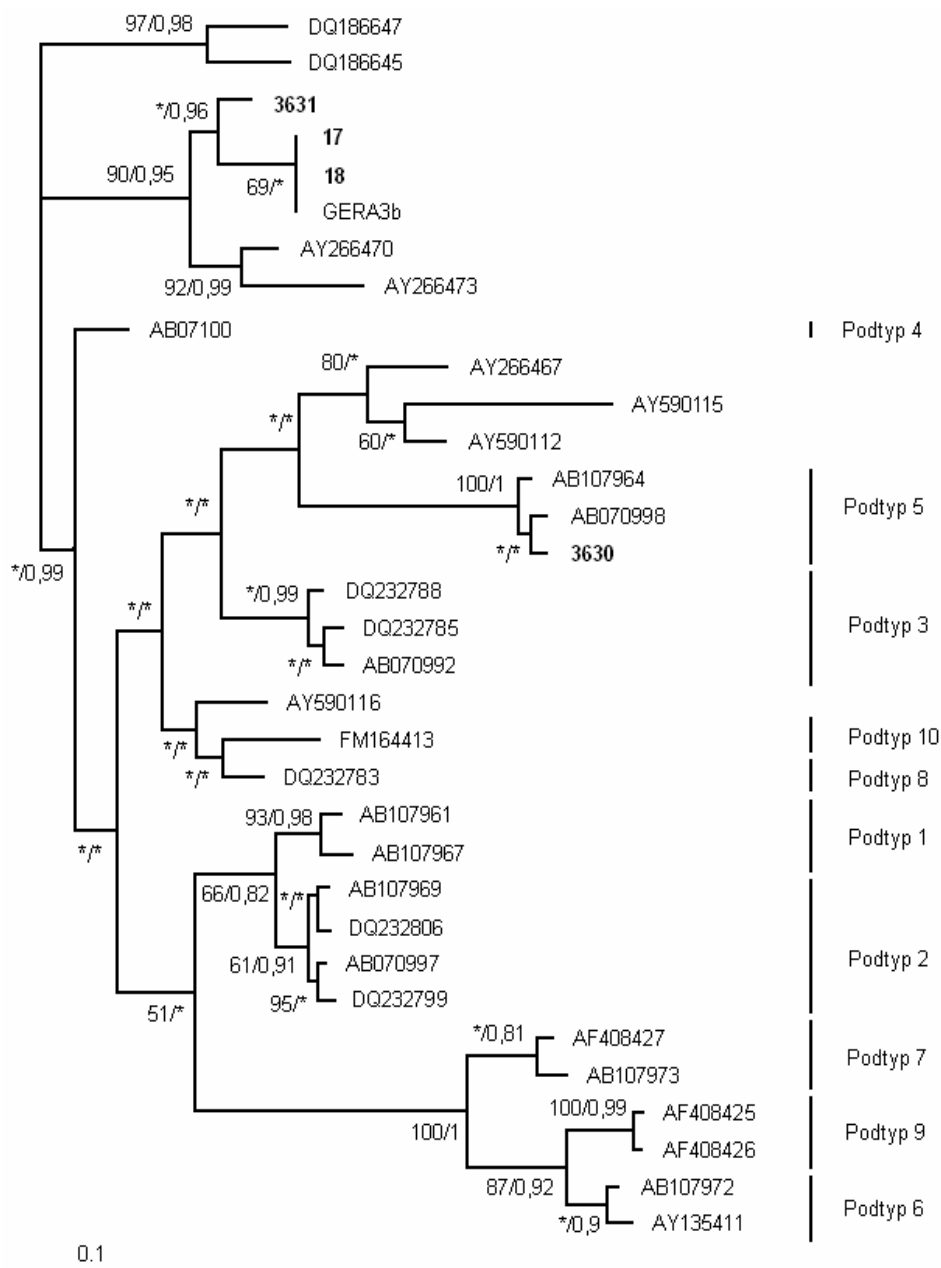 97/0,98
DQ186647
DQ186645
*/0,96
3631
17
90/0,95
18
69/*
GERA3b
AY266470
92/0,99
AY266473
AB07100
Podtyp 4
80/*
AY266467
AY590115
*/*
60/*
AY590112
100/1
AB107964
Podtyp 5
*/*
AB070998
*/*
3630
*/0,99
*/0,99
DQ232788
*/*
DQ232785
Podtyp 3
*/*
AB070992
AY590116
*/*
FM164413
Podtyp 10
*/*
DQ232783
Podtyp 8
93/0,98
AB107961
Podtyp 1
*/*
AB107967
66/0,82
*/*
AB107969
DQ232806
Podtyp 2
61/0,91
AB070997
95/*
DQ232799
51/*
*/0,81
AF408427
Podtyp 7
AB107973
100/0,99
AF408425
100/1
Podtyp 9
AF408426
87/0,92
AB107972
Podtyp 6
*/0,9
AY135411
0.1